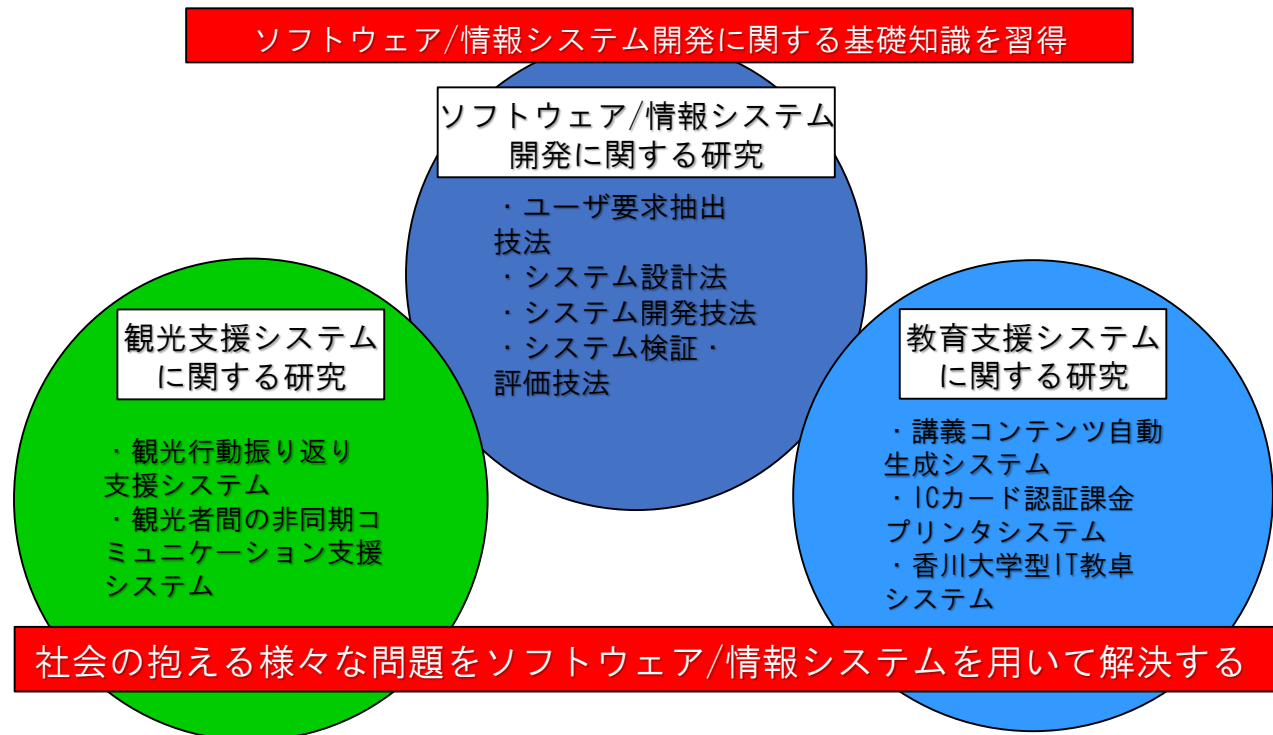 ソフトウェア/情報システム開発に関する基礎知識を習得
ソフトウェア/情報システム
開発に関する研究
・ユーザ要求抽出
技法
・システム設計法
・システム開発技法
・システム検証・
評価技法
観光支援システム
に関する研究
・観光行動振り返り
支援システム
・観光者間の非同期コ
ミュニケーション支援
システム
教育支援システム
に関する研究
・講義コンテンツ自動
生成システム
・ICカード認証課金
プリンタシステム
・香川大学型IT教卓
システム
社会の抱える様々な問題をソフトウェア/情報システムを用いて解決する